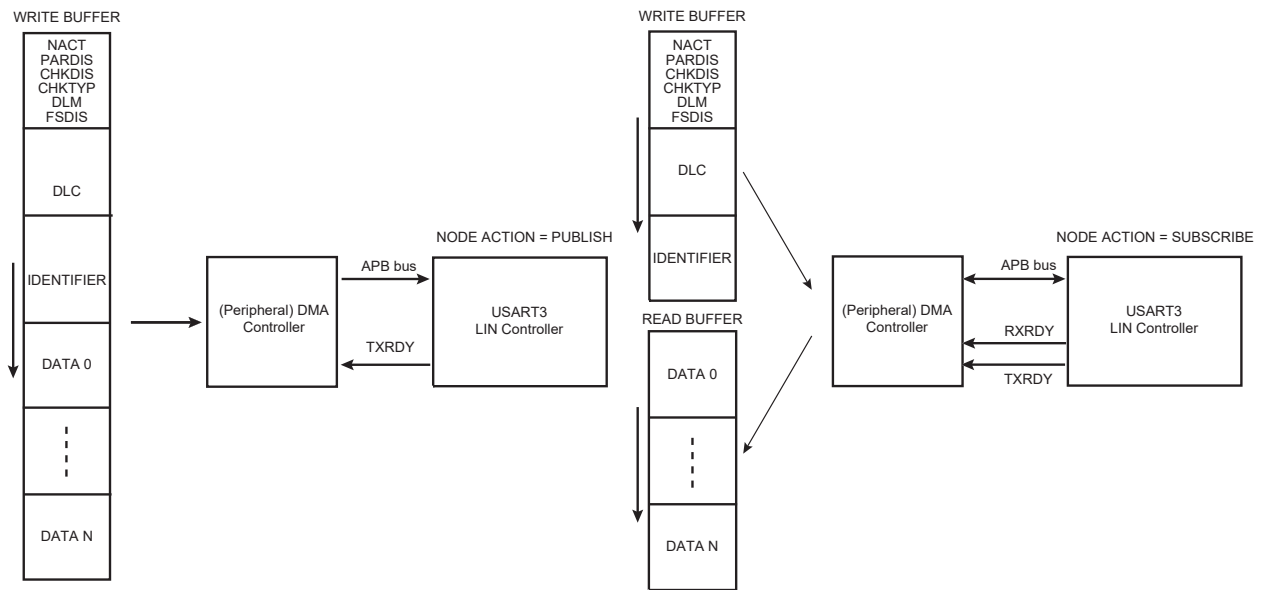 WRITE BUFFER
NACT
PARDIS
CHKDIS
CHKTYP
DLM
FSDIS
DLC
IDENTIFIER
DATA 0
DATA N
(Peripheral) DMA
Controller
APB bus
TXRDY
NODE ACTION = PUBLISH
USART3
LIN Controller
WRITE BUFFER
NACT
PARDIS
CHKDIS
CHKTYP
DLM
FSDIS
DLC
IDENTIFIER
READ BUFFER
DATA 0
DATA N
(Peripheral) DMA
Controller
APB bus
RXRDY
TXRDY
NODE ACTION = SUBSCRIBE
USART3
LIN Controller